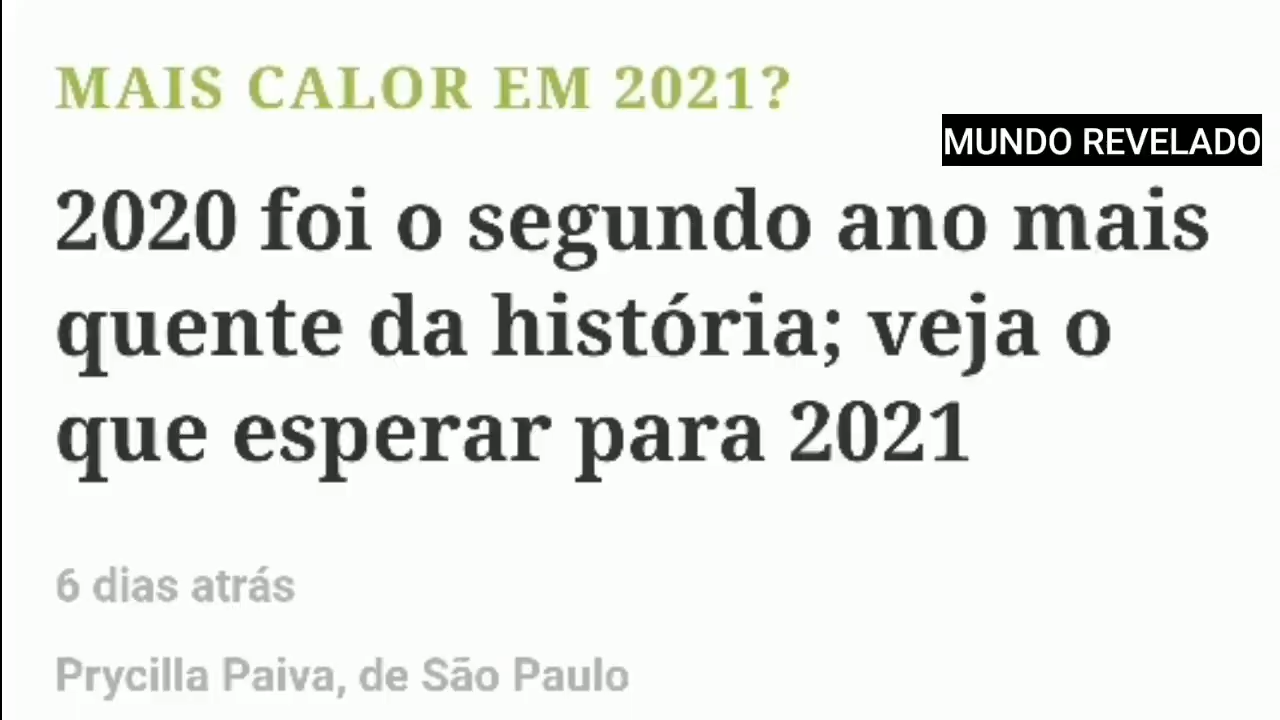 MAIS CALOR EM 2021?
MUNDO REVELADO
2020 foi o segundo ano mais
quente da história; veja o
que esperar para 2021
6 dias atrás
Prycilla Paiva, de São Paulo